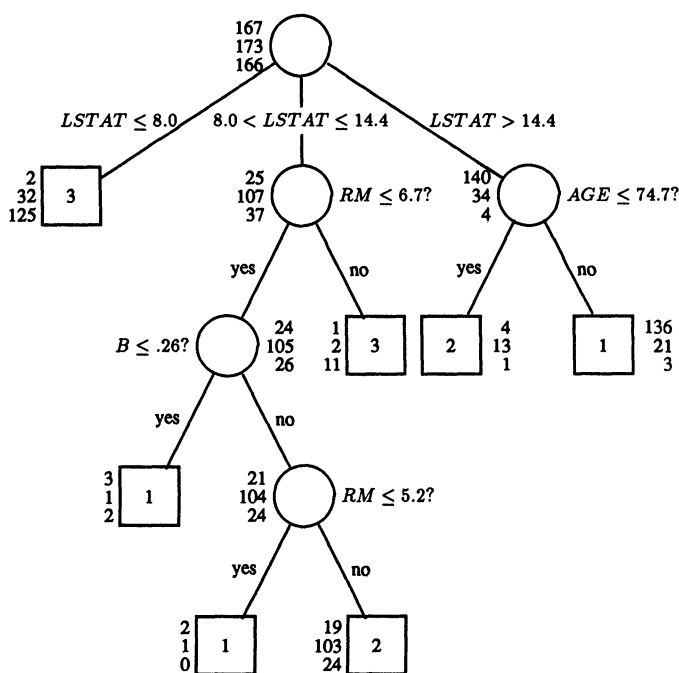 167
173
166
LSTAT ≤ 8.0
8.0 < LSTAT ≤ 14.4
LSTAT > 14.4
2
32
125
3
25
107
37
RM ≤ 6.7?
140
34
4
AGE ≤ 74.7?
yes
no
yes
no
B ≤ .26?
24
105
26
1
2
11
3
2
4
13
1
1
136
21
3
yes
no
3
1
2
1
21
104
24
RM ≤ 5.2?
yes
no
2
1
0
1
19
103
24
2